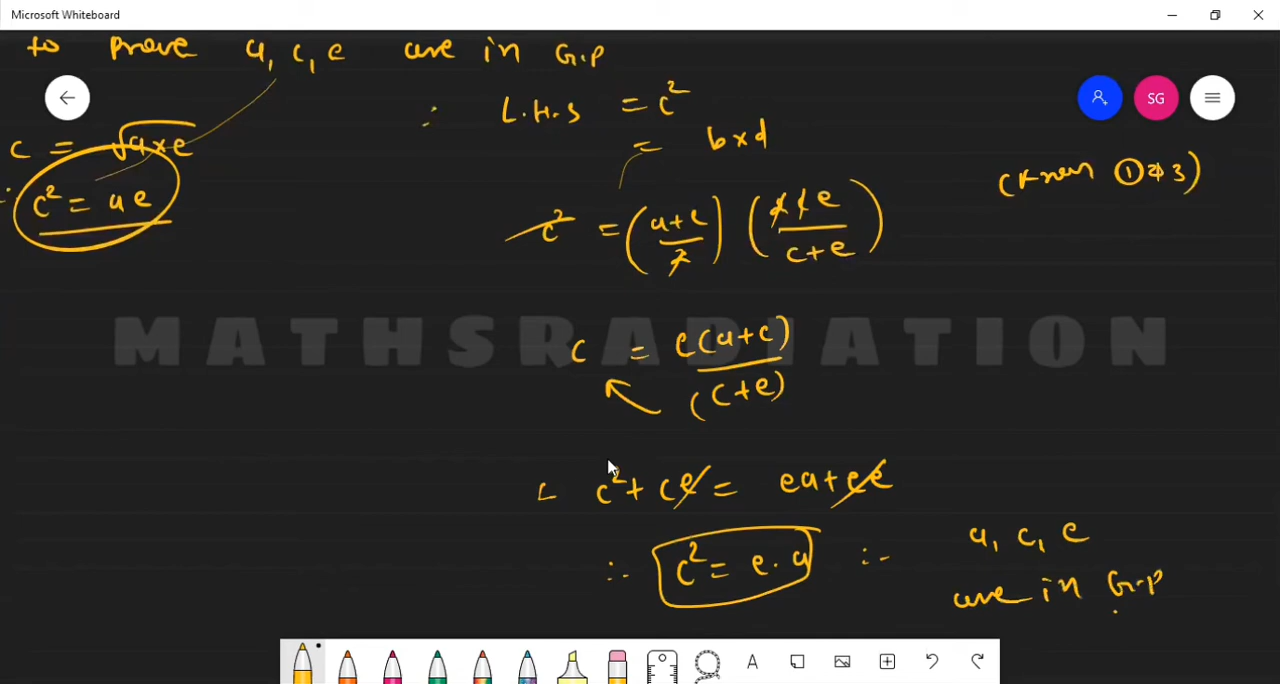 Microsoft Whiteboard
to prove a, c, e are in G.P
c = √a×e
∴ c² = ae
∴ L.H.S = c²
= b×d
(from ① & 3)
SG
c² = (a+c/2) (2ce/c+e)
MATHSRADIATION
c = e(a+c)/(c+e)
c² + ce = ea + ce
∴ c² = e.a ∴ a, c, e
are in G.P
A